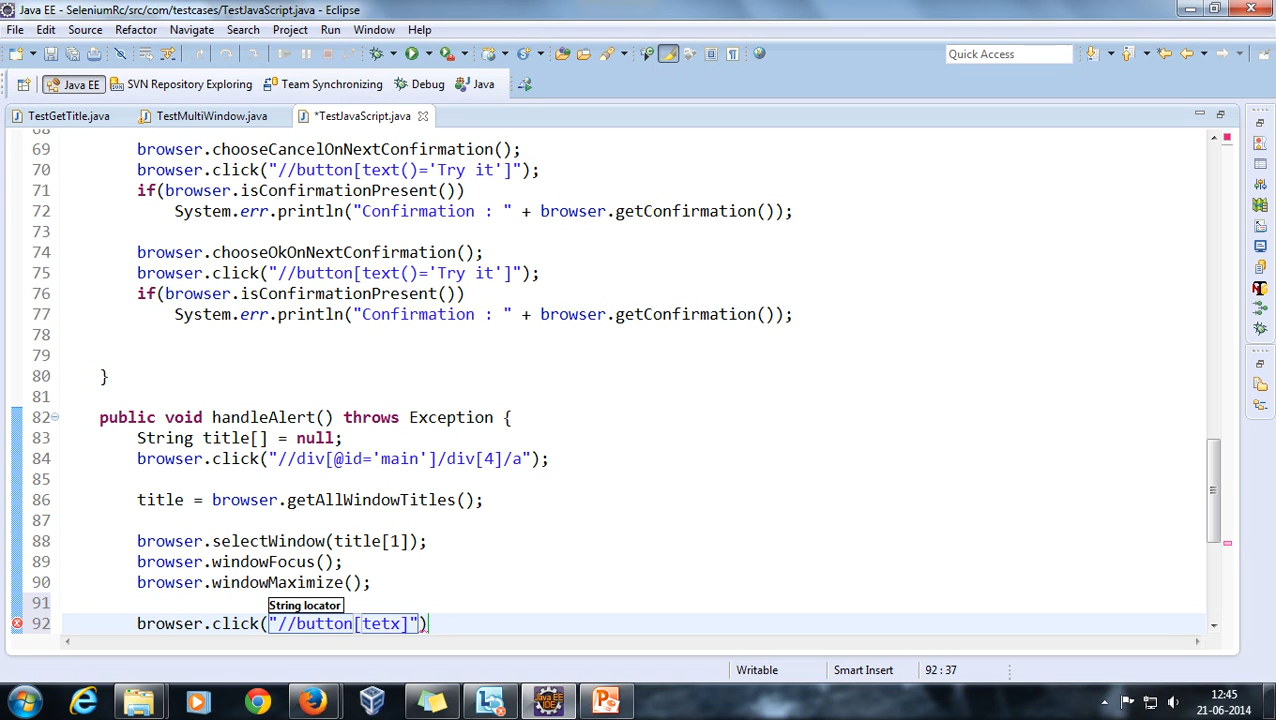 Java EE - SeleniumRc/src/com/testcases/TestJavaScript.java - Eclipse
File Edit Source Refactor Navigate Search Project Run Window Help
Quick Access
Java EE SVN Repository Exploring Team Synchronizing Debug Java
TestGetTitle.java TestMultiWindow.java *TestJavaScript.java
68
69 browser.chooseCancelOnNextConfirmation();
70 browser.click("//button[text()='Try it']");
71 if(browser.isConfirmationPresent())
72 System.err.println("Confirmation : " + browser.getConfirmation());
73
74 browser.chooseOkOnNextConfirmation();
75 browser.click("//button[text()='Try it']");
76 if(browser.isConfirmationPresent())
77 System.err.println("Confirmation : " + browser.getConfirmation());
78
79
80 }
81
82 public void handleAlert() throws Exception {
83 String title[] = null;
84 browser.click("//div[@id='main']/div[4]/a");
85
86 title = browser.getAllWindowTitles();
87
88 browser.selectWindow(title[1]);
89 browser.windowFocus();
90 browser.windowMaximize();
91
String locator
92 browser.click("//button[tetx]")
Writable Smart Insert 92 : 37
Java EE IDE
12:45
21-06-2014